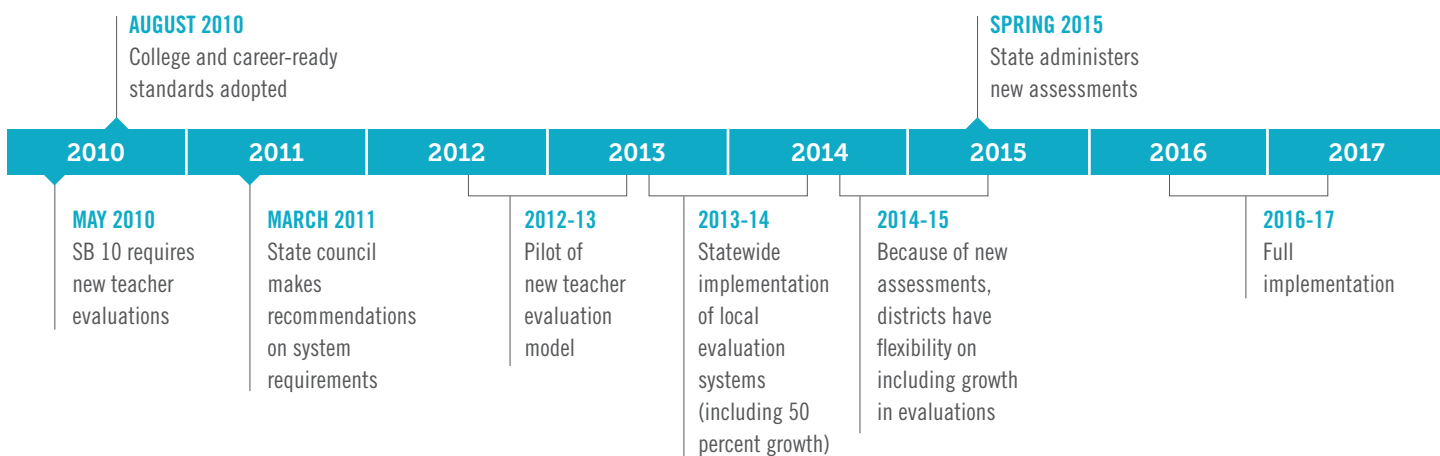 AUGUST 2010
College and career-ready
standards adopted
SPRING 2015
State administers
new assessments
2010
2011
2012
2013
2014
2015
2016
2017
MAY 2010
SB 10 requires
new teacher
evaluations
MARCH 2011
State council
makes
recommendations
on system
requirements
2012-13
Pilot of
new teacher
evaluation
model
2013-14
Statewide
implementation
of local
evaluation
systems
(including 50
percent growth)
2014-15
Because of new
assessments,
districts have
flexibility on
including growth
in evaluations
2016-17
Full
implementation